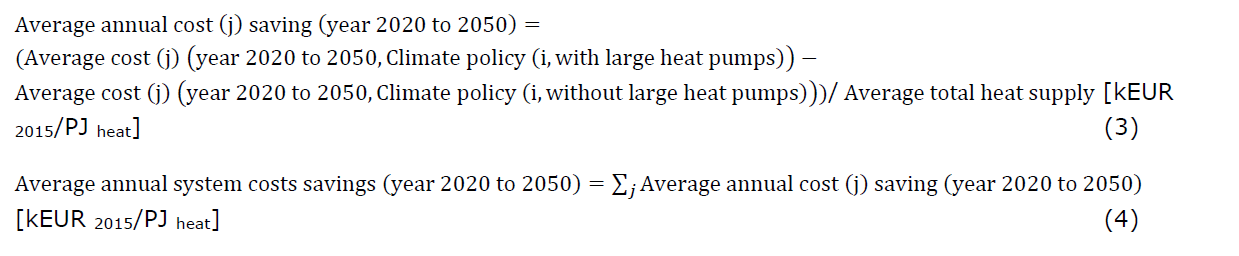 Average annual cost (j) saving (year 2020 to 2050) =
(Average cost (j) (year 2020 to 2050, Climate policy (i, with large heat pumps)) −
Average cost (j) (year 2020 to 2050, Climate policy (i, without large heat pumps)))/ Average total heat supply [kEUR
2015/PJ heat] (3)
Average annual system costs savings (year 2020 to 2050) = ∑j Average annual cost (j) saving (year 2020 to 2050)
[kEUR 2015/PJ heat] (4)